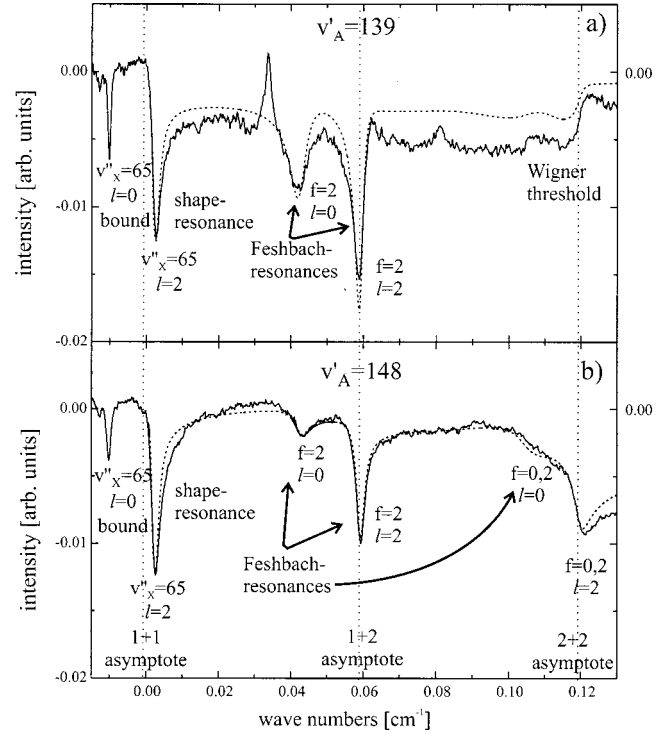 v'A=139
a)
0.00
0.00
v''X=65
l=0
bound
shape-
resonance
f=2
l=0
Wigner
threshold
-0.01
v''X=65
l=2
Feshbach-
resonances
f=2
l=2
intensity [arb. units]
-0.02
v'A=148
b)
0.00
0.00
v''X=65
l=0
bound
shape-
resonance
f=2
l=0
f=0,2
l=0
f=2
l=2
-0.01
Feshbach-
resonances
v''X=65
l=2
f=0,2
l=2
intensity [arb. units]
1+1
asymptote
1+2
asymptote
2+2
asymptote
-0.02
0.00 0.02 0.04 0.06 0.08 0.10 0.12
wave numbers [cm⁻¹]